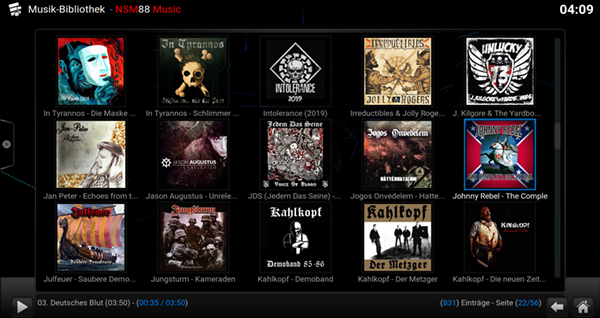 Musik-Bibliothek - NSM88 Music
04:09
In Tyrannos
INTOLERANCE
2019
IRREDUCTIBLES
JOLLY ROGERS
UNLUCKY
13
In Tyrannos - Die Maske ...
In Tyrannos - Schlimmer ...
Intolerance (2019)
Irreductibles & Jolly Roge...
J. Kilgore & The Yardbo...
Jan-Peter
JASON AUGUSTUS
Jedem Das Seine
Voice Of Blood
Jogos Onvedelem
HÁTTÉRHATALOM
JOHNNY REBEL
Jan Peter - Echoes from t...
Jason Augustus - Unrele...
JDS (Jedem Das Seine) -...
Jogos Onvedelem - Hatte...
Johnny Rebel - The Comple
Julfeuer
Jungsturm
Kahlkopf
Demoband 85-86
KAHLKOPF
Der Metzger
KAHLKOPF
Julfeuer - Saubere Demo...
Jungsturm - Kameraden
Kahlkopf - Demoband
Kahlkopf - Der Metzger
Kahlkopf - Die neuen Zeit...
03. Deutsches Blut (03:50) - (00:35 / 03:50)
(831) Einträge - Seite (22/56)